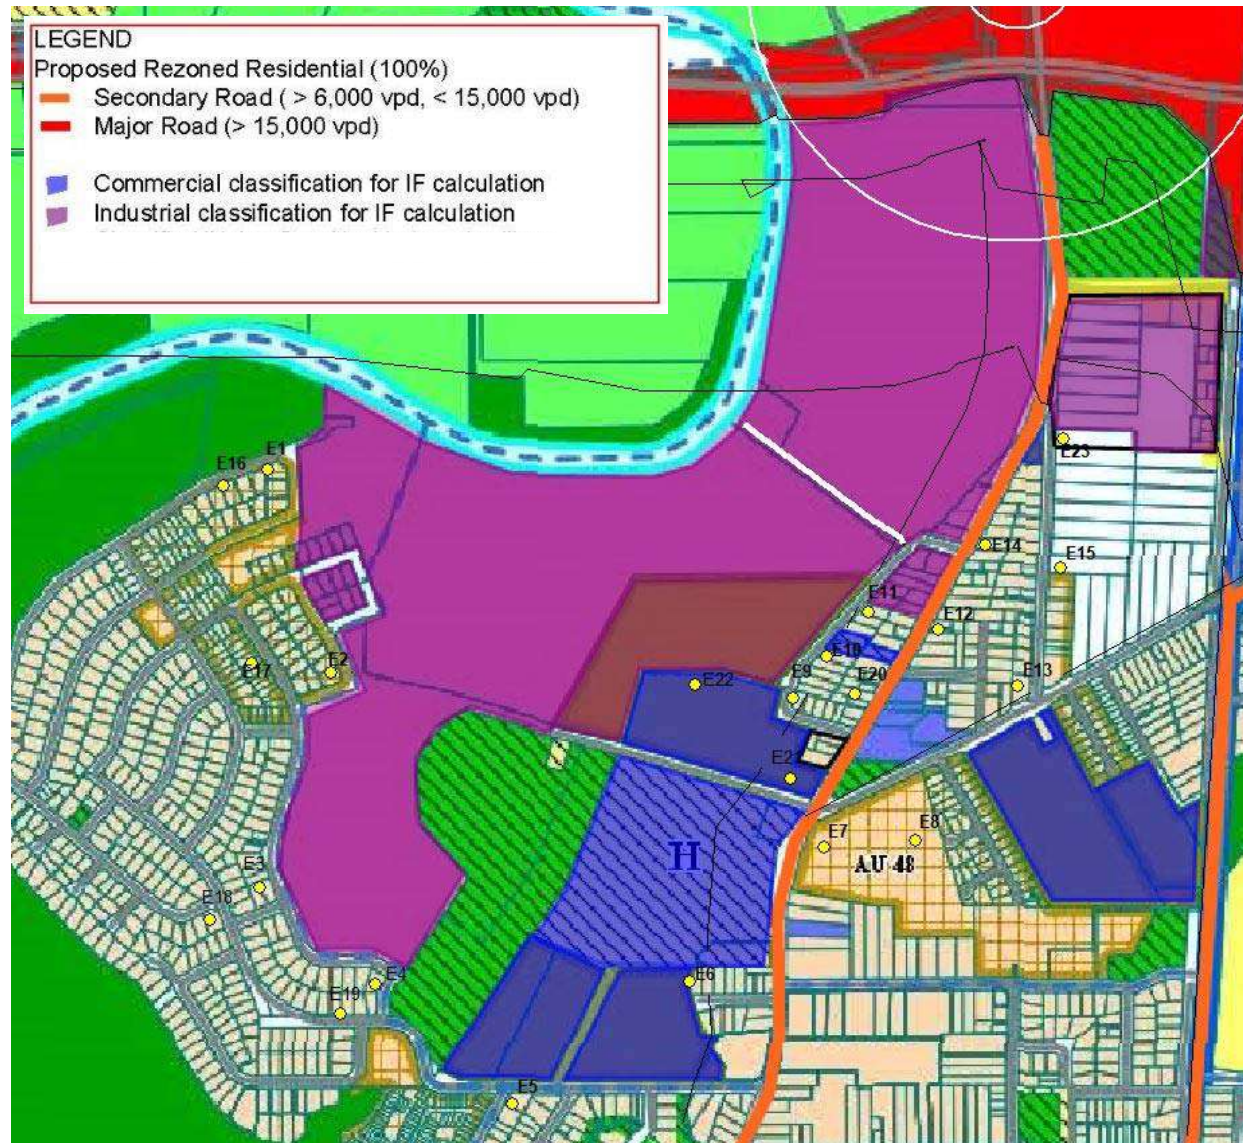 LEGEND
Proposed Rezoned Residential (100%)
Secondary Road ( > 6,000 vpd, < 15,000 vpd)
Major Road (> 15,000 vpd)
Commercial classification for IF calculation
Industrial classification for IF calculation
E1
E16
E23
E14
E15
E11
E12
E10
E17
E2
E9
E20
E13
E22
E21
E7
E8
H
A.U 48
E3
E18
E4
E6
E19
E5